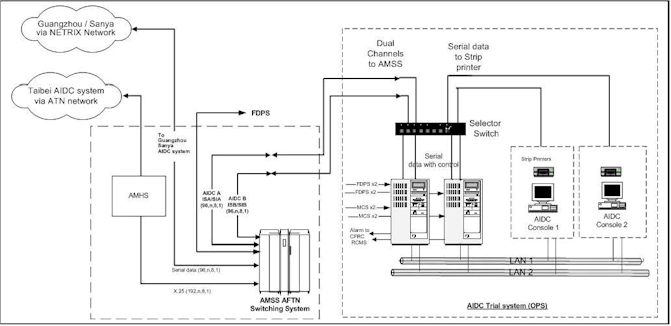 Guangzhou / Sanya
via NETRIX Network
Taibei AIDC system
via ATN network
FDPS
To
Guangzhou
Sanya
AIDC system
AIDC A
ISA/SIA
(96,n,8,1)
AIDC B
ISB/SIB
(96,n,8,1)
AMHS
Serial data (96,n,8,1)
X 25 (192,n,8,1)
AMSS AFTN
Switching System
Dual
Channels
to AMSS
Serial data
to Strip
printer
Selector
Switch
Serial
data with control
FDPS x2
FDPS x2
MCS x2
MCS x2
Alarm to
CFRC
RCMS
Strip Printers
AIDC
Console 1
AIDC
Console 2
LAN 1
LAN 2
AIDC Trial system (OPS)